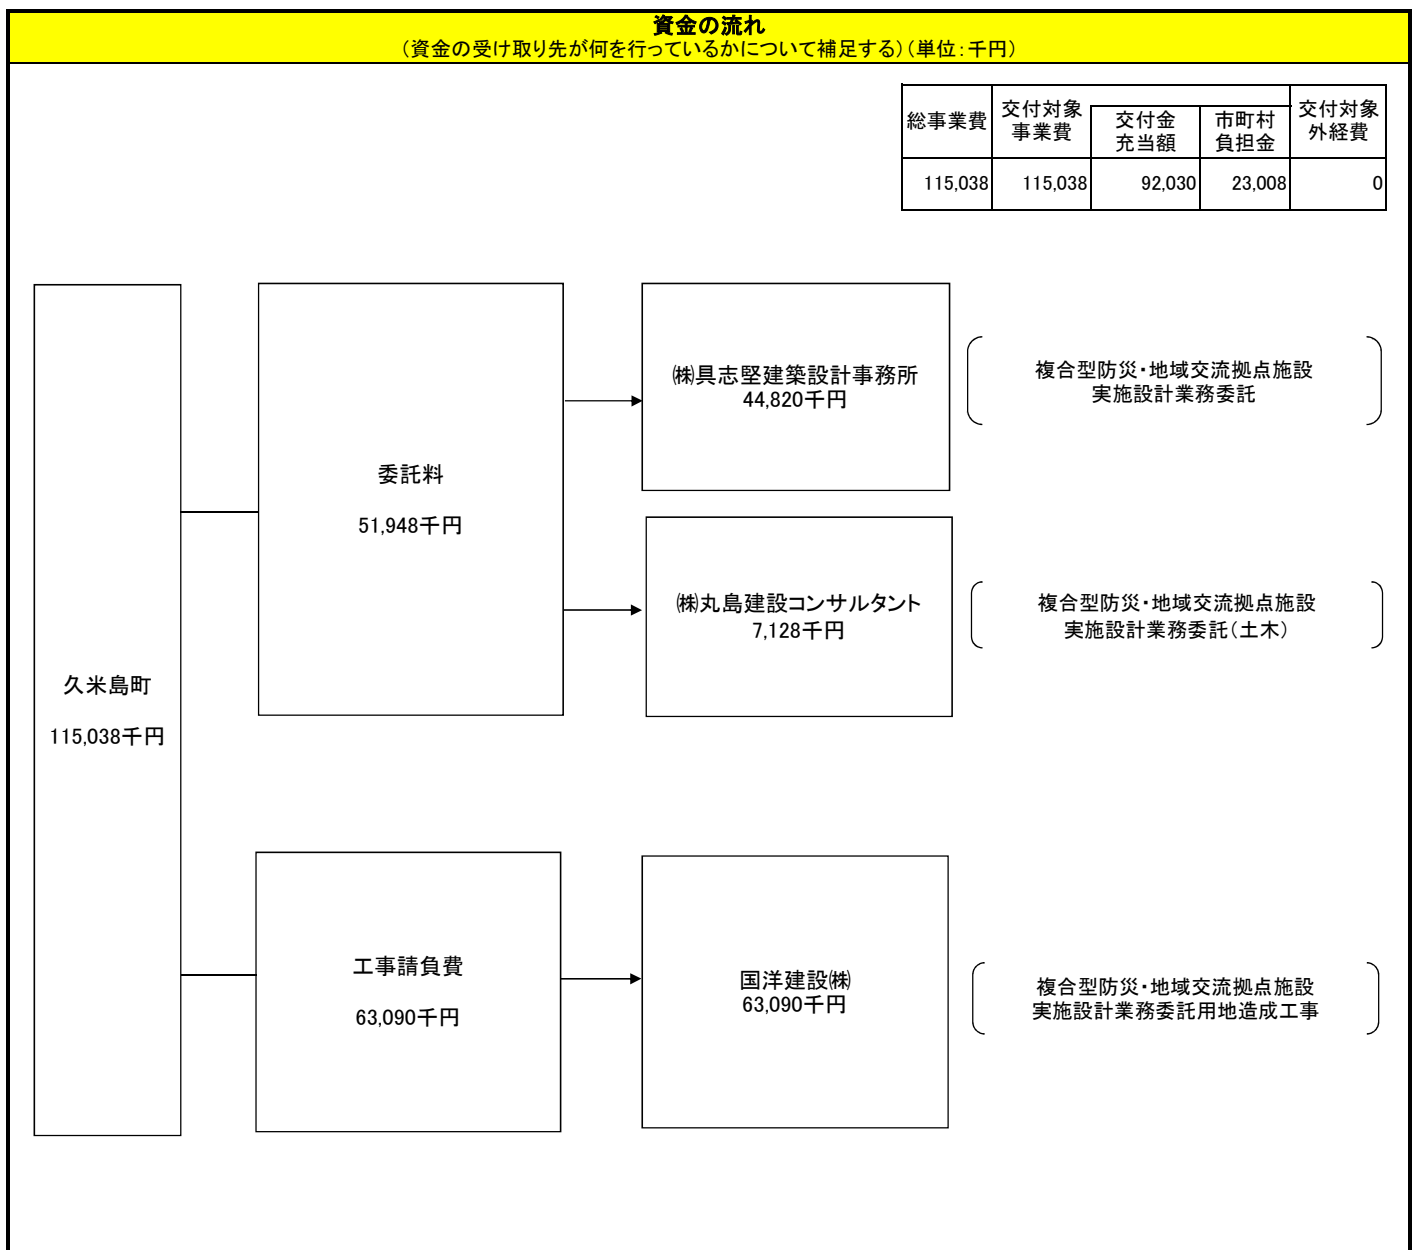 資金の流れ
（資金の受け取り先が何を行っているかについて補足する）（単位：千円）
総事業費
交付対象
事業費
交付金
充当額
市町村
負担金
交付対象
外経費
115,038
115,038
92,030
23,008
0
久米島町
115,038千円
委託料
51,948千円
㈱具志堅建築設計事務所
44,820千円
複合型防災・地域交流拠点施設
実施設計業務委託
㈱丸島建設コンサルタント
7,128千円
複合型防災・地域交流拠点施設
実施設計業務委託（土木）
工事請負費
63,090千円
国洋建設㈱
63,090千円
複合型防災・地域交流拠点施設
実施設計業務委託用地造成工事